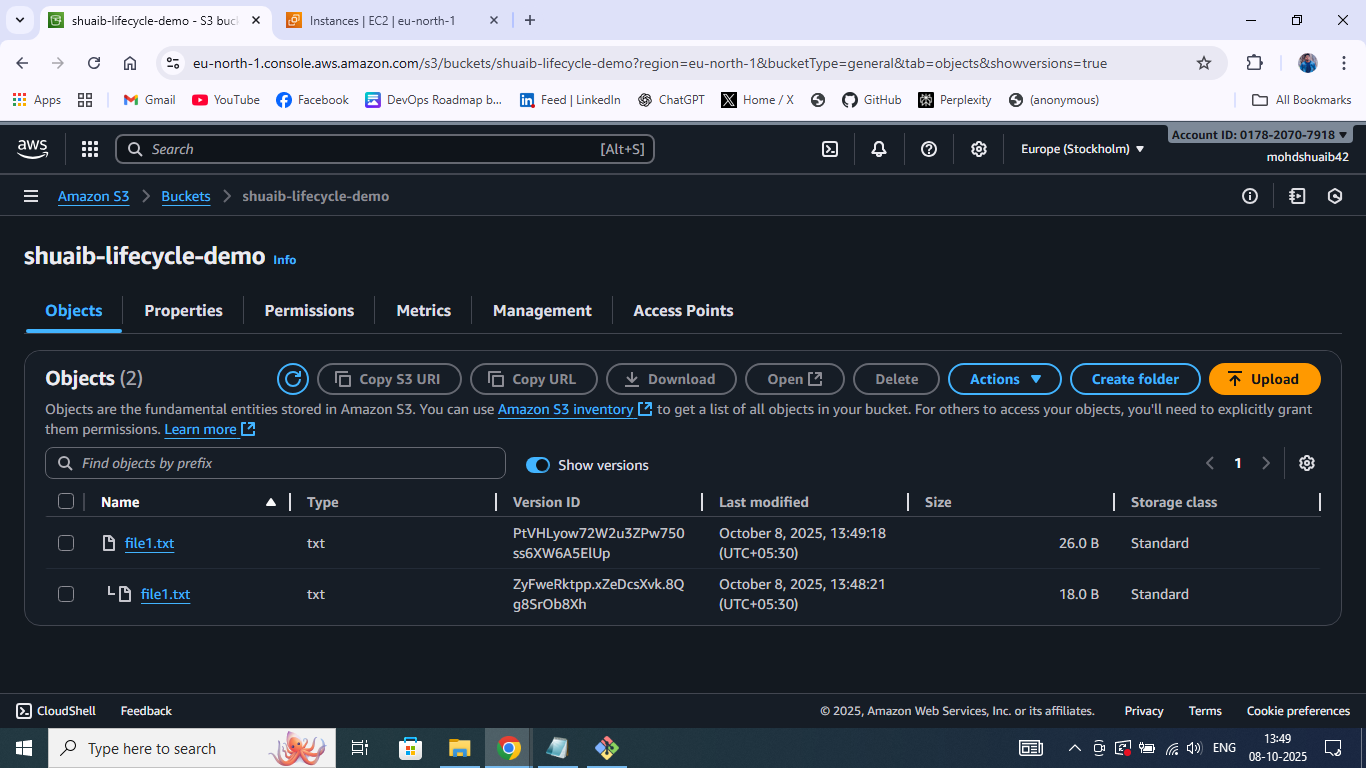 shuaib-lifecycle-demo - S3 buck
Instances | EC2 | eu-north-1
eu-north-1.console.aws.amazon.com/s3/buckets/shuaib-lifecycle-demo?region=eu-north-1&bucketType=general&tab=objects&showversions=true
Apps Gmail YouTube Facebook DevOps Roadmap b... Feed | LinkedIn ChatGPT Home / X GitHub Perplexity (anonymous) All Bookmarks
aws Search [Alt+S] Europe (Stockholm) Account ID: 0178-2070-7918
mohdshuaib42
Amazon S3 Buckets shuaib-lifecycle-demo
shuaib-lifecycle-demo Info
Objects Properties Permissions Metrics Management Access Points
Objects (2) Copy S3 URI Copy URL Download Open Delete Actions Create folder Upload
Objects are the fundamental entities stored in Amazon S3. You can use Amazon S3 inventory to get a list of all objects in your bucket. For others to access your objects, you'll need to explicitly grant
them permissions. Learn more
Find objects by prefix Show versions 1
Name Type Version ID Last modified Size Storage class
file1.txt txt PtVHLyow72W2u3ZPw750 October 8, 2025, 13:49:18 26.0 B Standard
ss6XW6A5ElUp (UTC+05:30)
file1.txt txt ZyFweRktpp.xZeDcsXvk.8Q October 8, 2025, 13:48:21 18.0 B Standard
g8SrOb8Xh (UTC+05:30)
CloudShell Feedback © 2025, Amazon Web Services, Inc. or its affiliates. Privacy Terms Cookie preferences
Type here to search ENG 13:49
08-10-2025